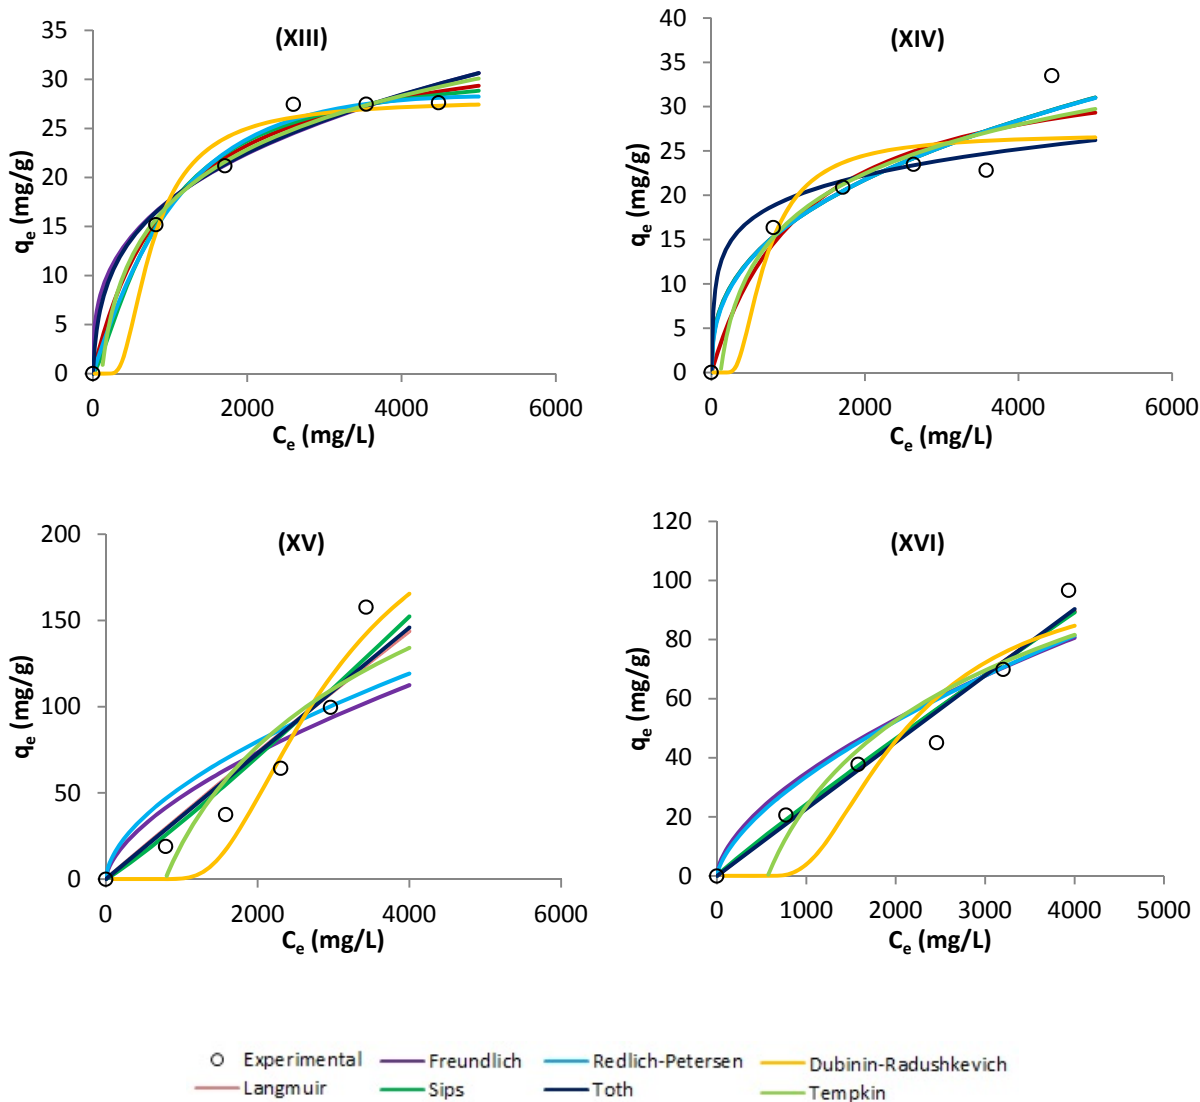 (XIII)
35
30
25
20
15
10
5
0
qe (mg/g)
0 2000 4000 6000
Ce (mg/L)
(XIV)
40
35
30
25
20
15
10
5
0
qe (mg/g)
0 2000 4000 6000
Ce (mg/L)
(XV)
200
150
100
50
0
qe (mg/g)
0 2000 4000 6000
Ce (mg/L)
(XVI)
120
100
80
60
40
20
0
qe (mg/g)
0 1000 2000 3000 4000 5000
Ce (mg/L)
Experimental Freundlich Redlich-Petersen Dubinin-Radushkevich
Langmuir Sips Toth Tempkin